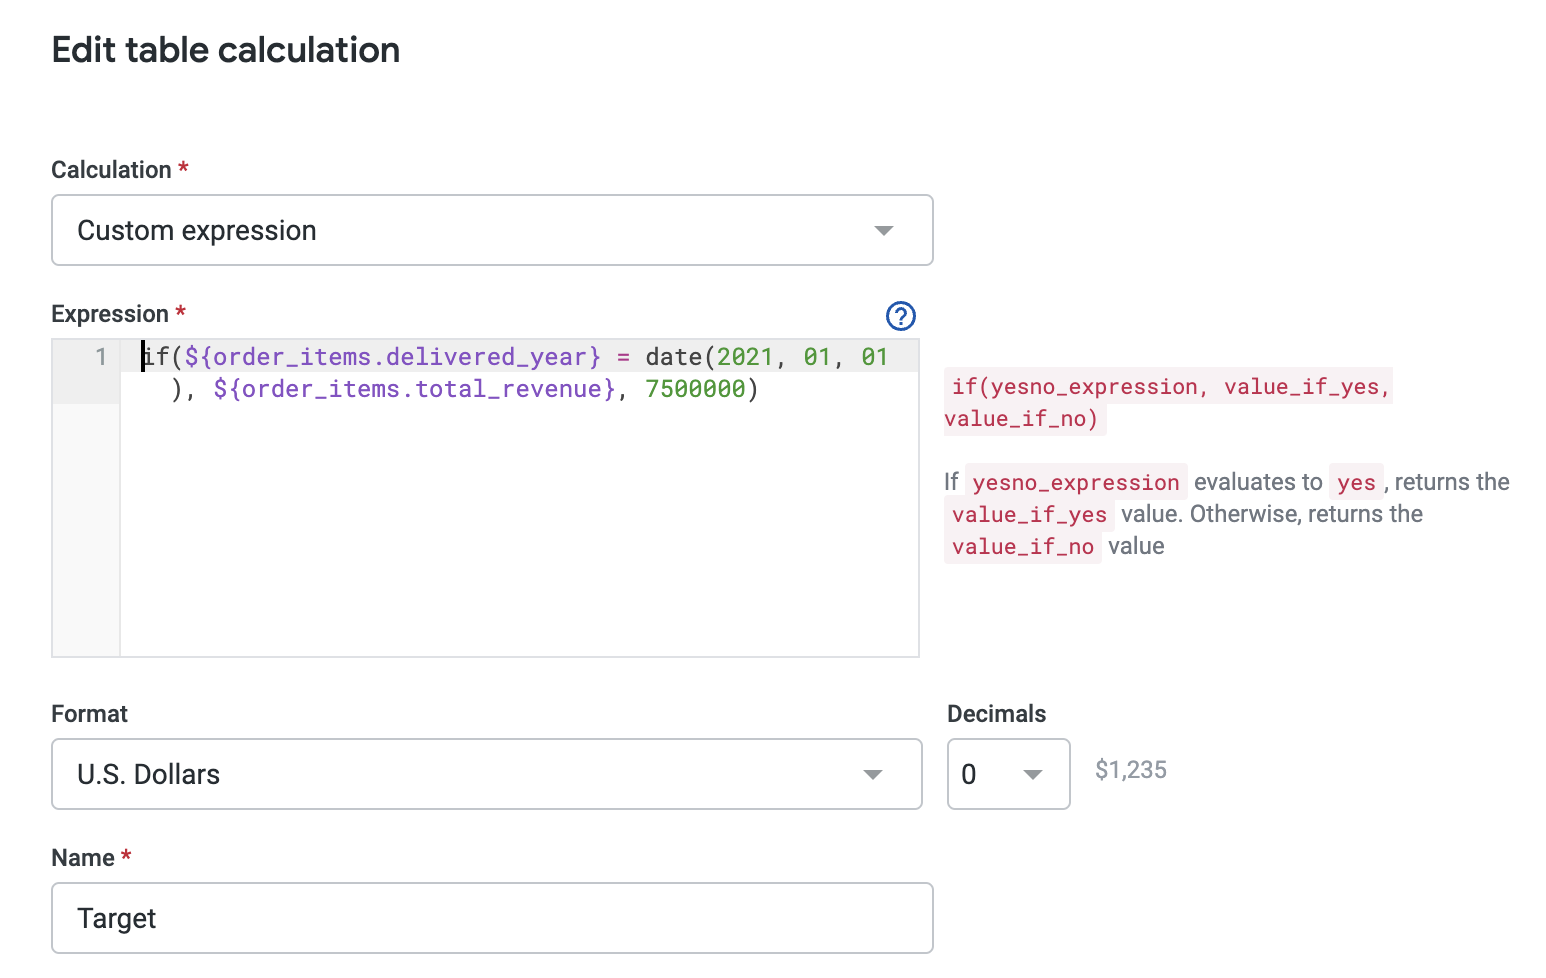 Edit table calculation
Calculation *
Custom expression
Expression *
?
1 if(${order_items.delivered_year} = date(2021, 01, 01
), ${order_items.total_revenue}, 7500000)
if(yesno_expression, value_if_yes,
value_if_no)
If yesno_expression evaluates to yes , returns the
value_if_yes value. Otherwise, returns the
value_if_no value
Format
U.S. Dollars
Decimals
0
$1,235
Name *
Target